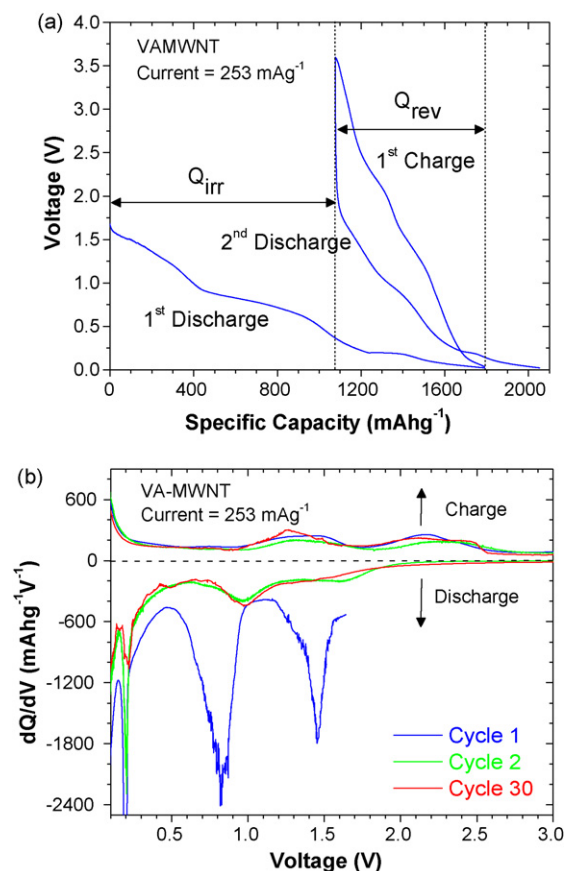 (a)
VAMWNT
Current = 253 mAg⁻¹
Q_rev
1ˢᵗ Charge
Q_irr
2ⁿᵈ Discharge
1ˢᵗ Discharge
Voltage (V)
4.0
3.5
3.0
2.5
2.0
1.5
1.0
0.5
0.0
0 400 800 1200 1600 2000
Specific Capacity (mAhg⁻¹)
(b)
VA-MWNT
Current = 253 mAg⁻¹
Charge
Discharge
Cycle 1
Cycle 2
Cycle 30
dQ/dV (mAhg⁻¹V⁻¹)
600
0
-600
-1200
-1800
-2400
0.5 1.0 1.5 2.0 2.5 3.0
Voltage (V)